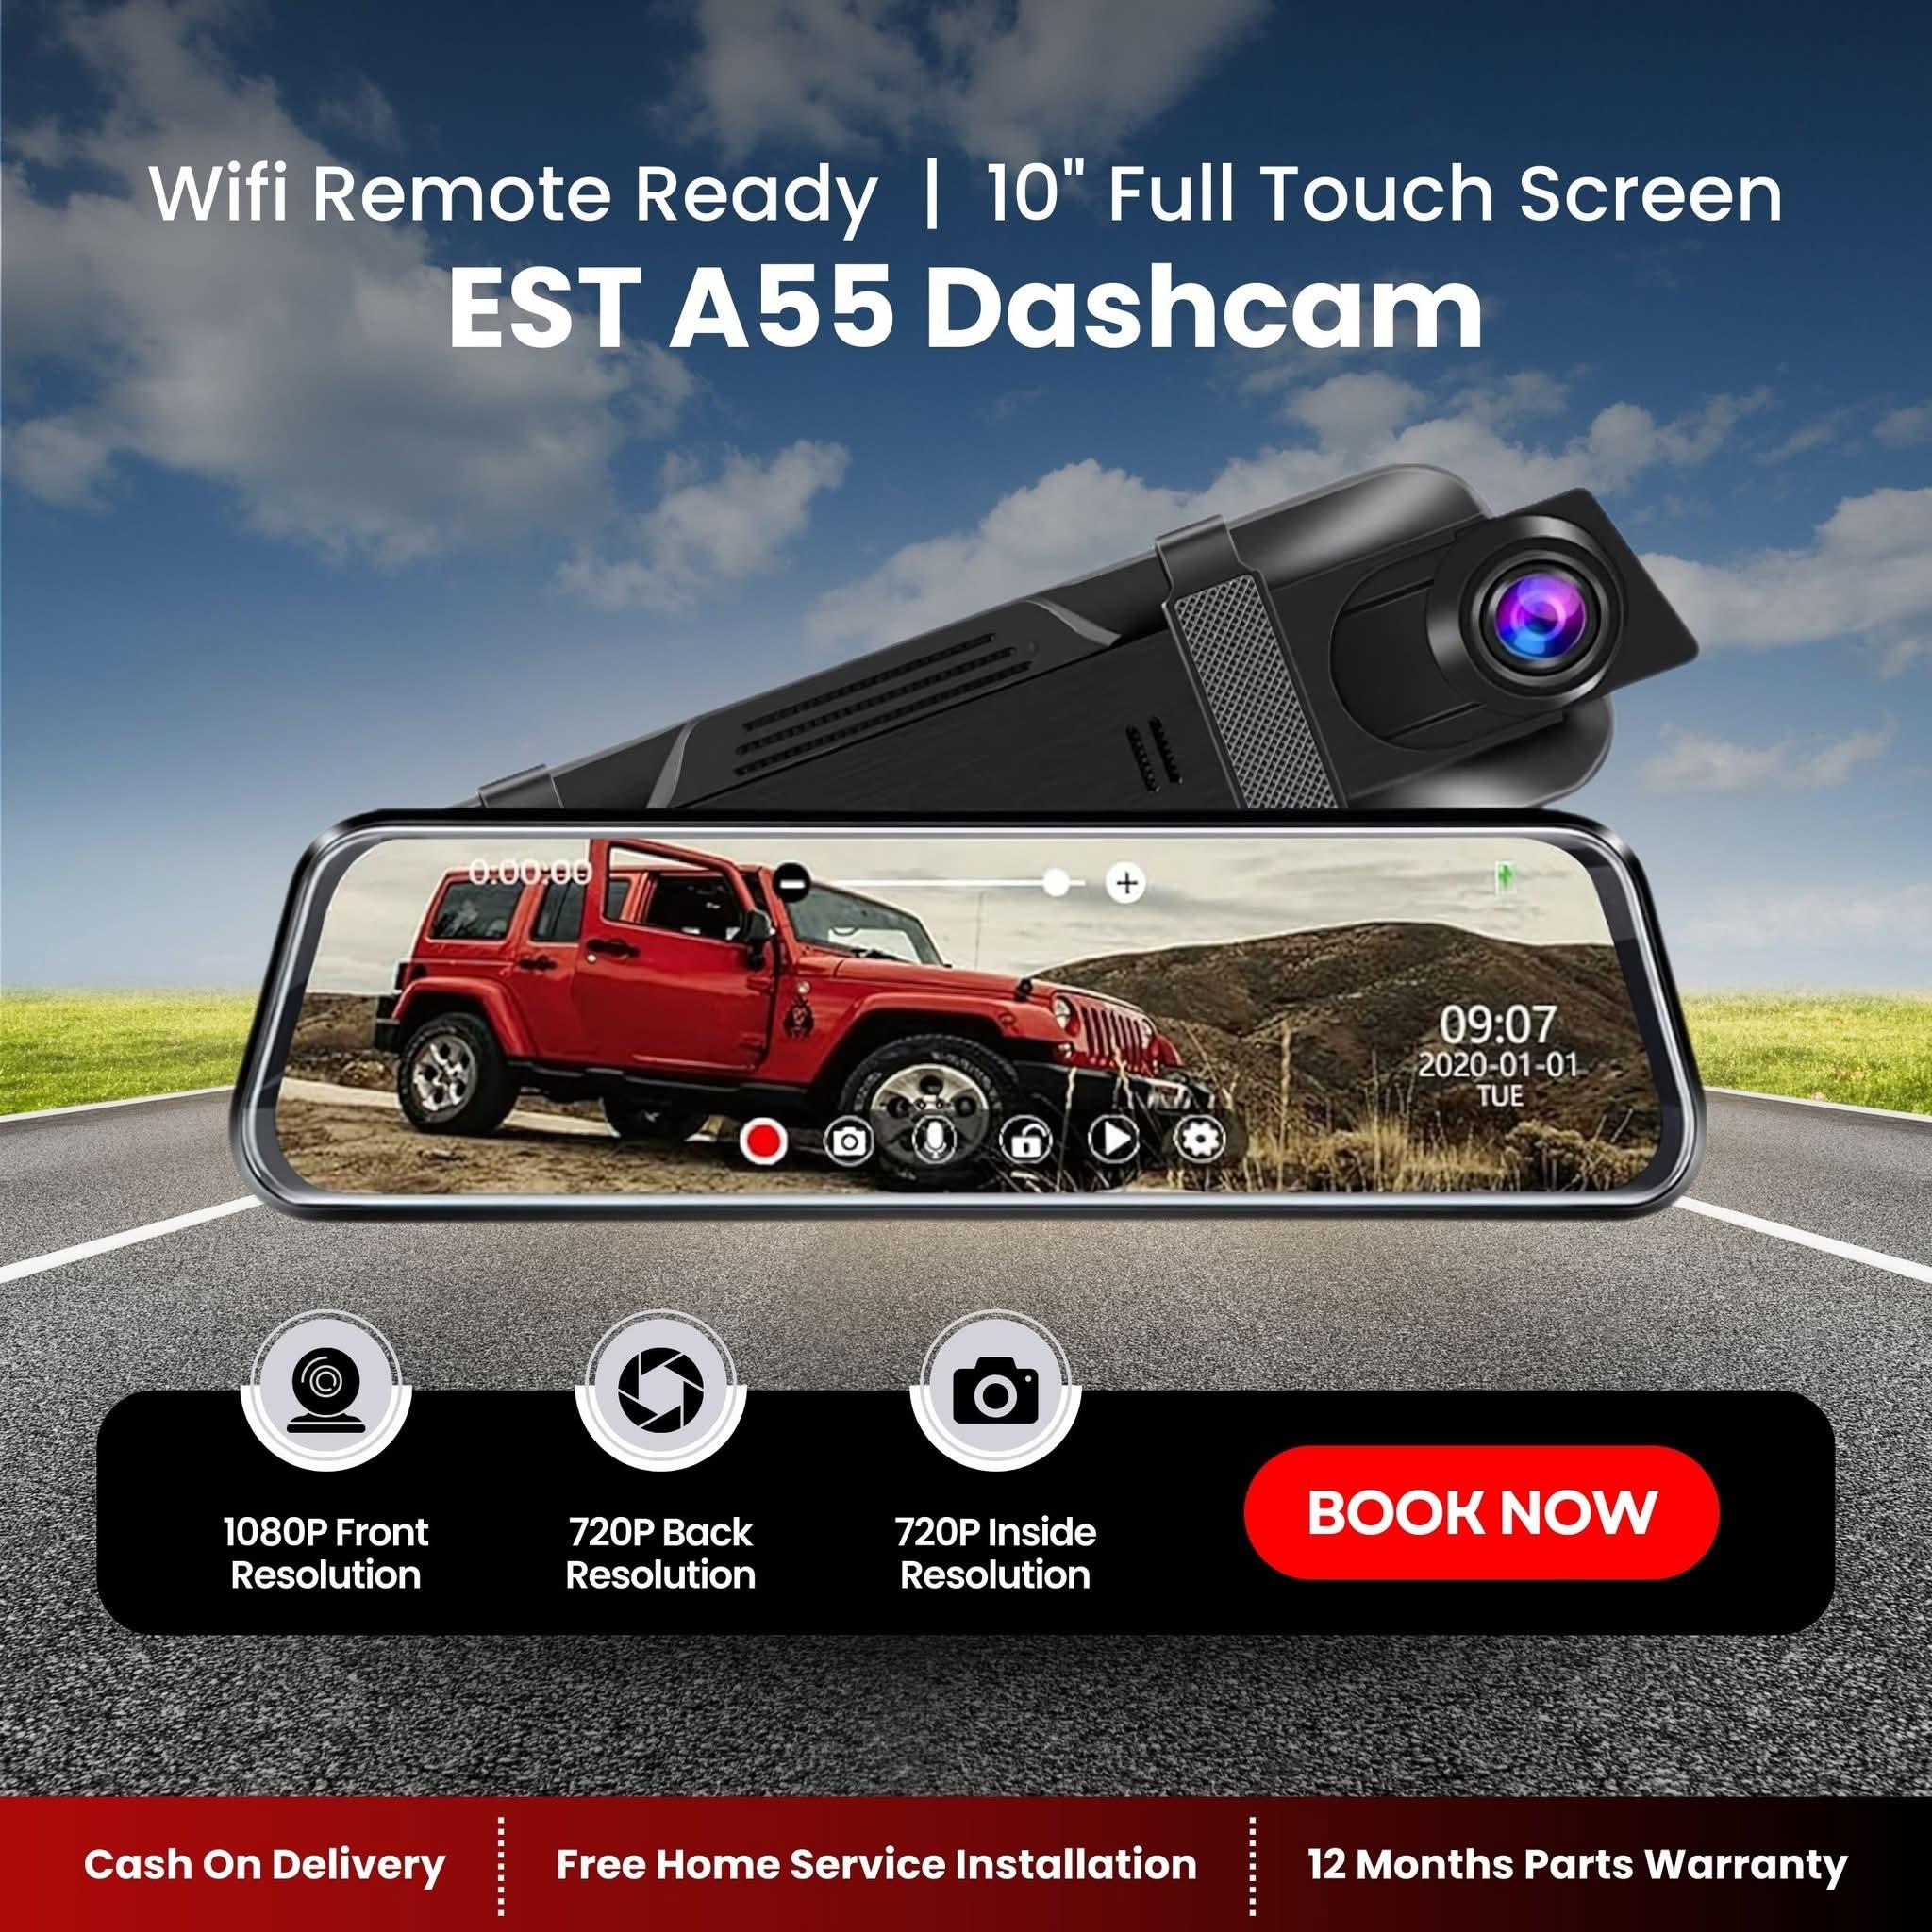 Wifi Remote Ready | 10" Full Touch Screen
EST A55 Dashcam
0:00:00
09:07
2020-01-01
TUE
1080P Front
Resolution
720P Back
Resolution
720P Inside
Resolution
BOOK NOW
Cash On Delivery
Free Home Service Installation
12 Months Parts Warranty